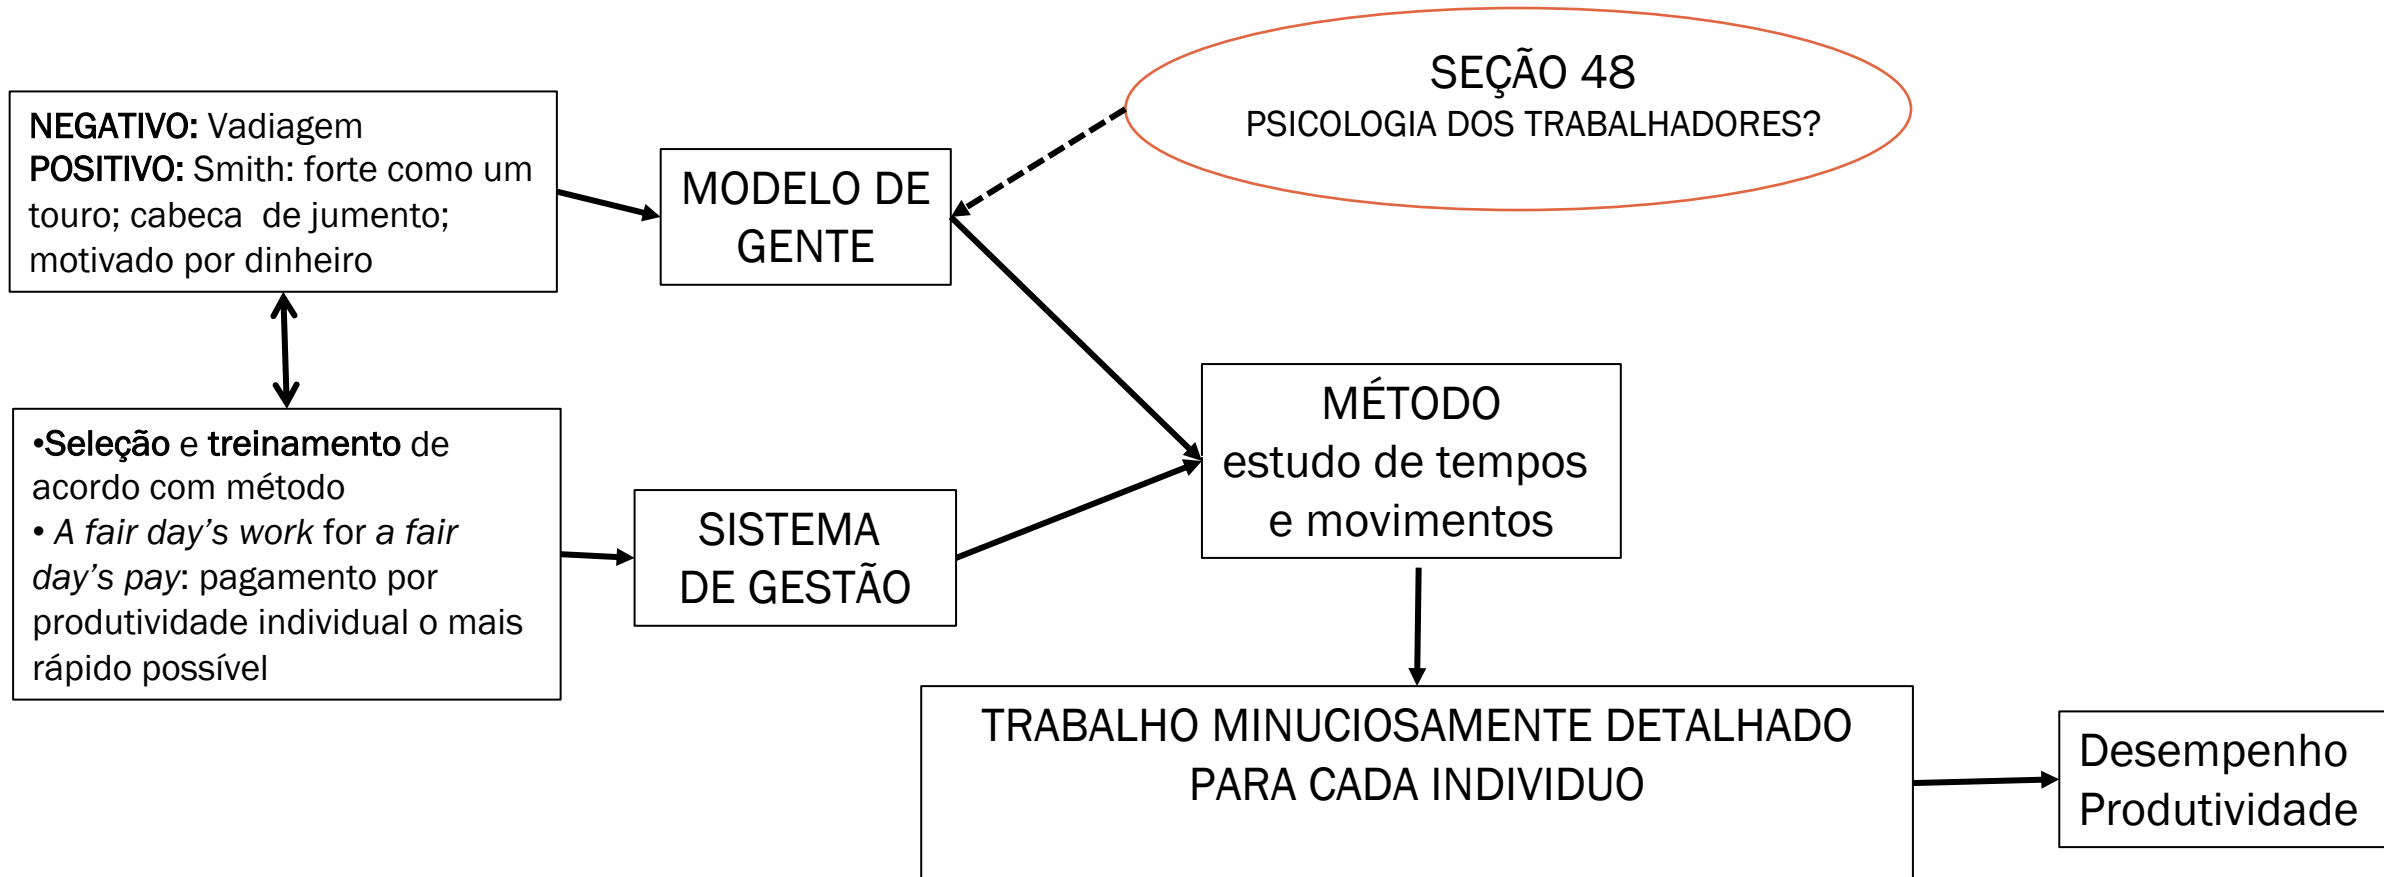 SEÇÃO 48
PSICOLOGIA DOS TRABALHADORES?
NEGATIVO: Vadiagem
POSITIVO: Smith: forte como um
touro; cabeca de jumento;
motivado por dinheiro
MODELO DE
GENTE
•Seleção e treinamento de
acordo com método
• A fair day's work for a fair
day's pay: pagamento por
produtividade individual o mais
rápido possível
SISTEMA
DE GESTÃO
MÉTODO
estudo de tempos
e movimentos
TRABALHO MINUCIOSAMENTE DETALHADO
PARA CADA INDIVIDUO
Desempenho
Produtividade